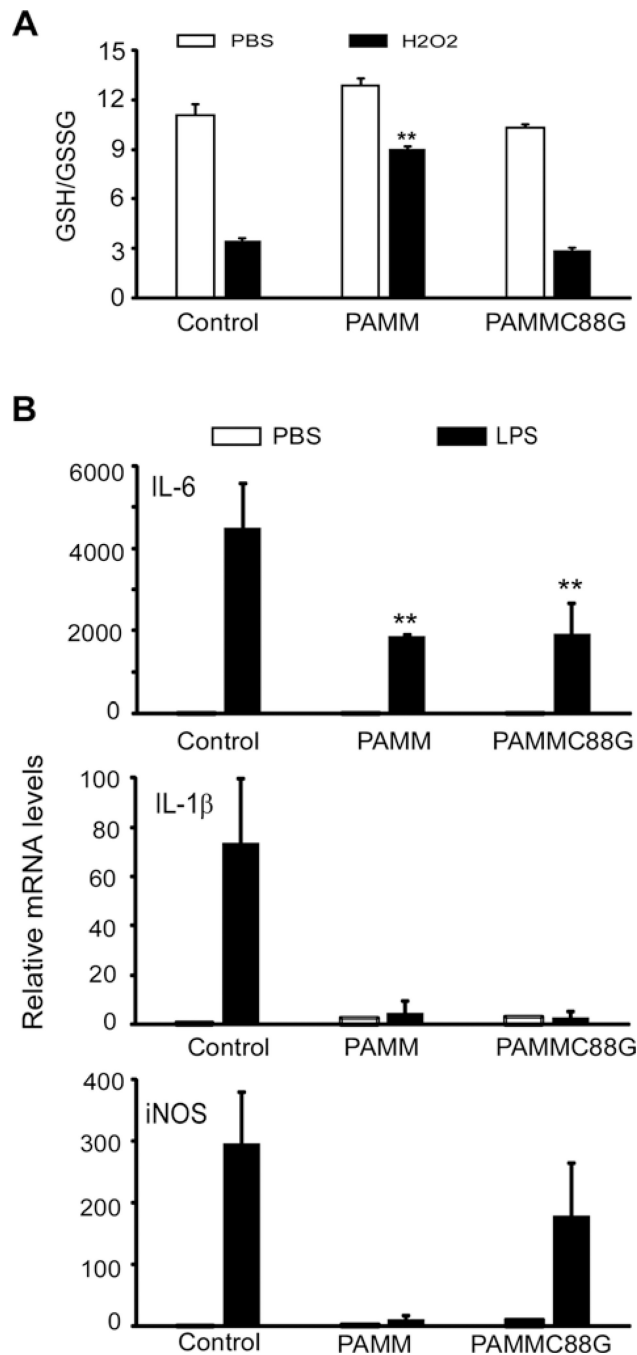 A
PBS H2O2
15
12
9
6
3
0
GSH/GSSG
**
Control PAMM PAMMC88G
B
PBS LPS
Relative mRNA levels
6000
4000
2000
0
IL-6
** **
Control PAMM PAMMC88G
100
80
60
40
20
0
IL-1β
Control PAMM PAMMC88G
400
300
200
100
0
iNOS
Control PAMM PAMMC88G